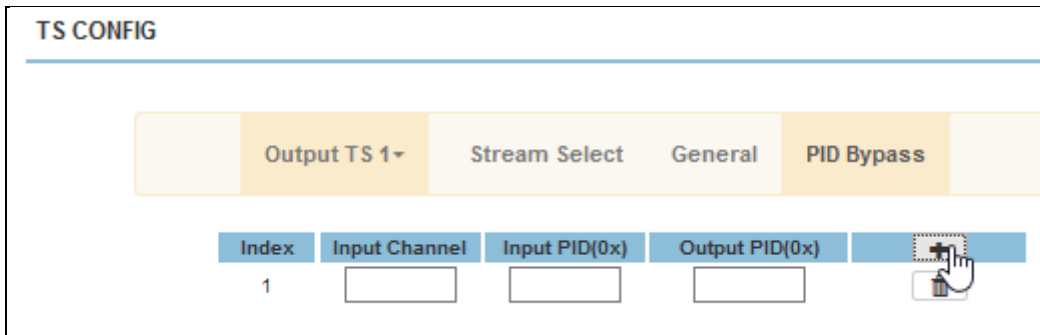 TS CONFIG
Output TS 1 Stream Select General PID Bypass
Index Input Channel Input PID(0x) Output PID(0x)
1